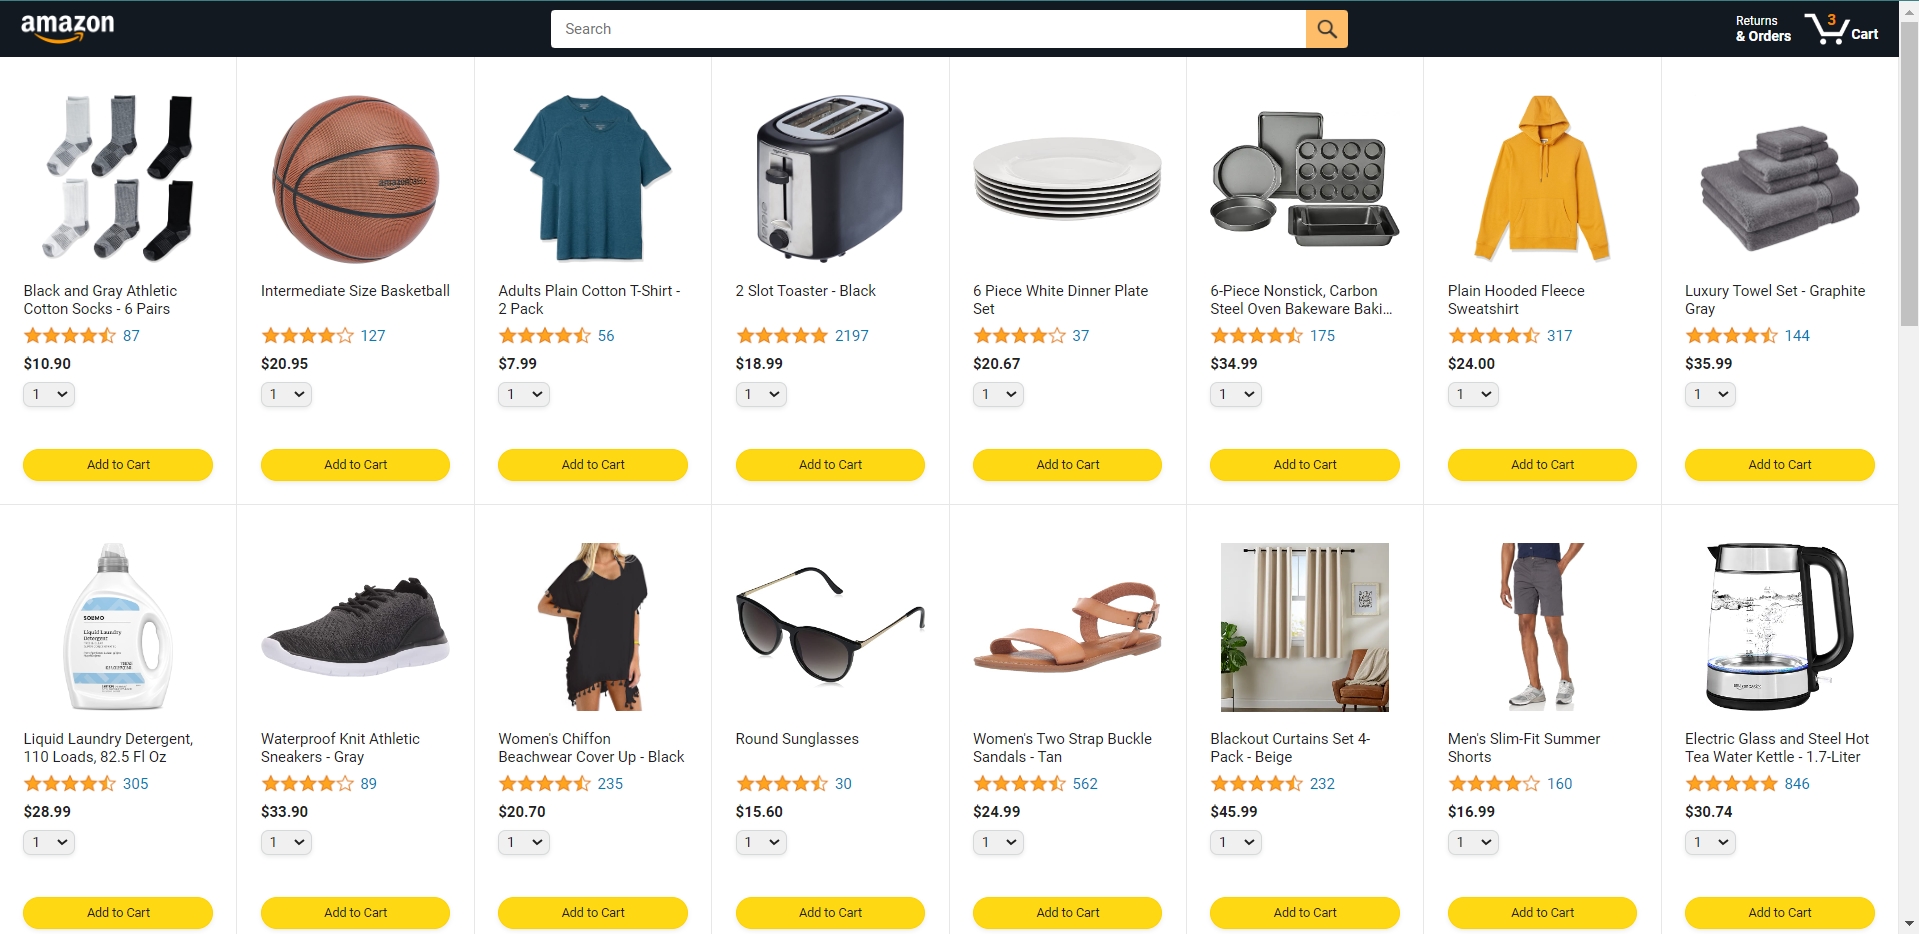 amazon
Search
Returns
& Orders
3
Cart
amazonbasics
Black and Gray Athletic
Cotton Socks - 6 Pairs
87
$10.90
1
Add to Cart
Intermediate Size Basketball
127
$20.95
1
Add to Cart
Adults Plain Cotton T-Shirt -
2 Pack
56
$7.99
1
Add to Cart
2 Slot Toaster - Black
2197
$18.99
1
Add to Cart
6 Piece White Dinner Plate
Set
37
$20.67
1
Add to Cart
6-Piece Nonstick, Carbon
Steel Oven Bakeware Baki...
175
$34.99
1
Add to Cart
Plain Hooded Fleece
Sweatshirt
317
$24.00
1
Add to Cart
Luxury Towel Set - Graphite
Gray
144
$35.99
1
Add to Cart
SOLIMO
Liquid Laundry
Detergent
Liquid Laundry Detergent,
110 Loads, 82.5 Fl Oz
305
$28.99
1
Add to Cart
Waterproof Knit Athletic
Sneakers - Gray
89
$33.90
1
Add to Cart
Women's Chiffon
Beachwear Cover Up - Black
235
$20.70
1
Add to Cart
Round Sunglasses
30
$15.60
1
Add to Cart
Women's Two Strap Buckle
Sandals - Tan
562
$24.99
1
Add to Cart
Blackout Curtains Set 4-
Pack - Beige
232
$45.99
1
Add to Cart
Men's Slim-Fit Summer
Shorts
160
$16.99
1
Add to Cart
Electric Glass and Steel Hot
Tea Water Kettle - 1.7-Liter
846
$30.74
1
Add to Cart